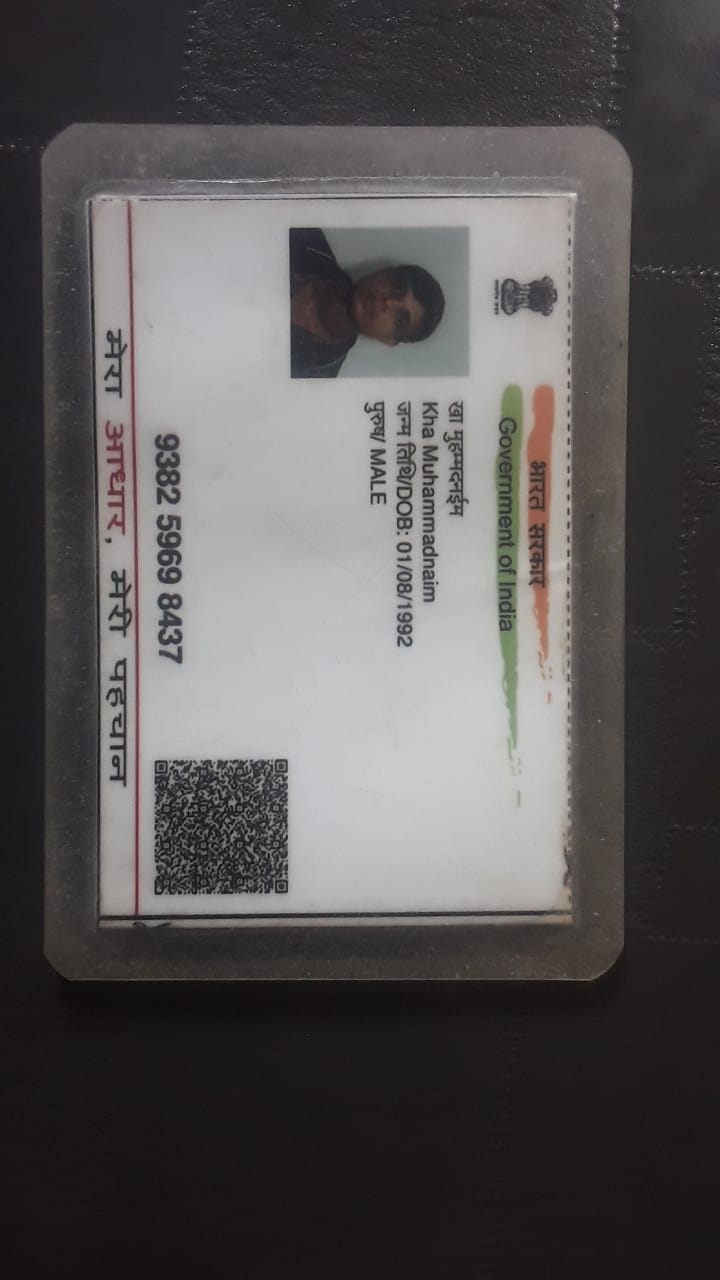 भारत सरकार
Government of India
खा मुहम्मदनईम
Kha Muhammadnaim
जन्म तिथि/DOB: 01/08/1992
पुरुष/ MALE
9382 5969 8437
मेरा आधार, मेरी पहचान